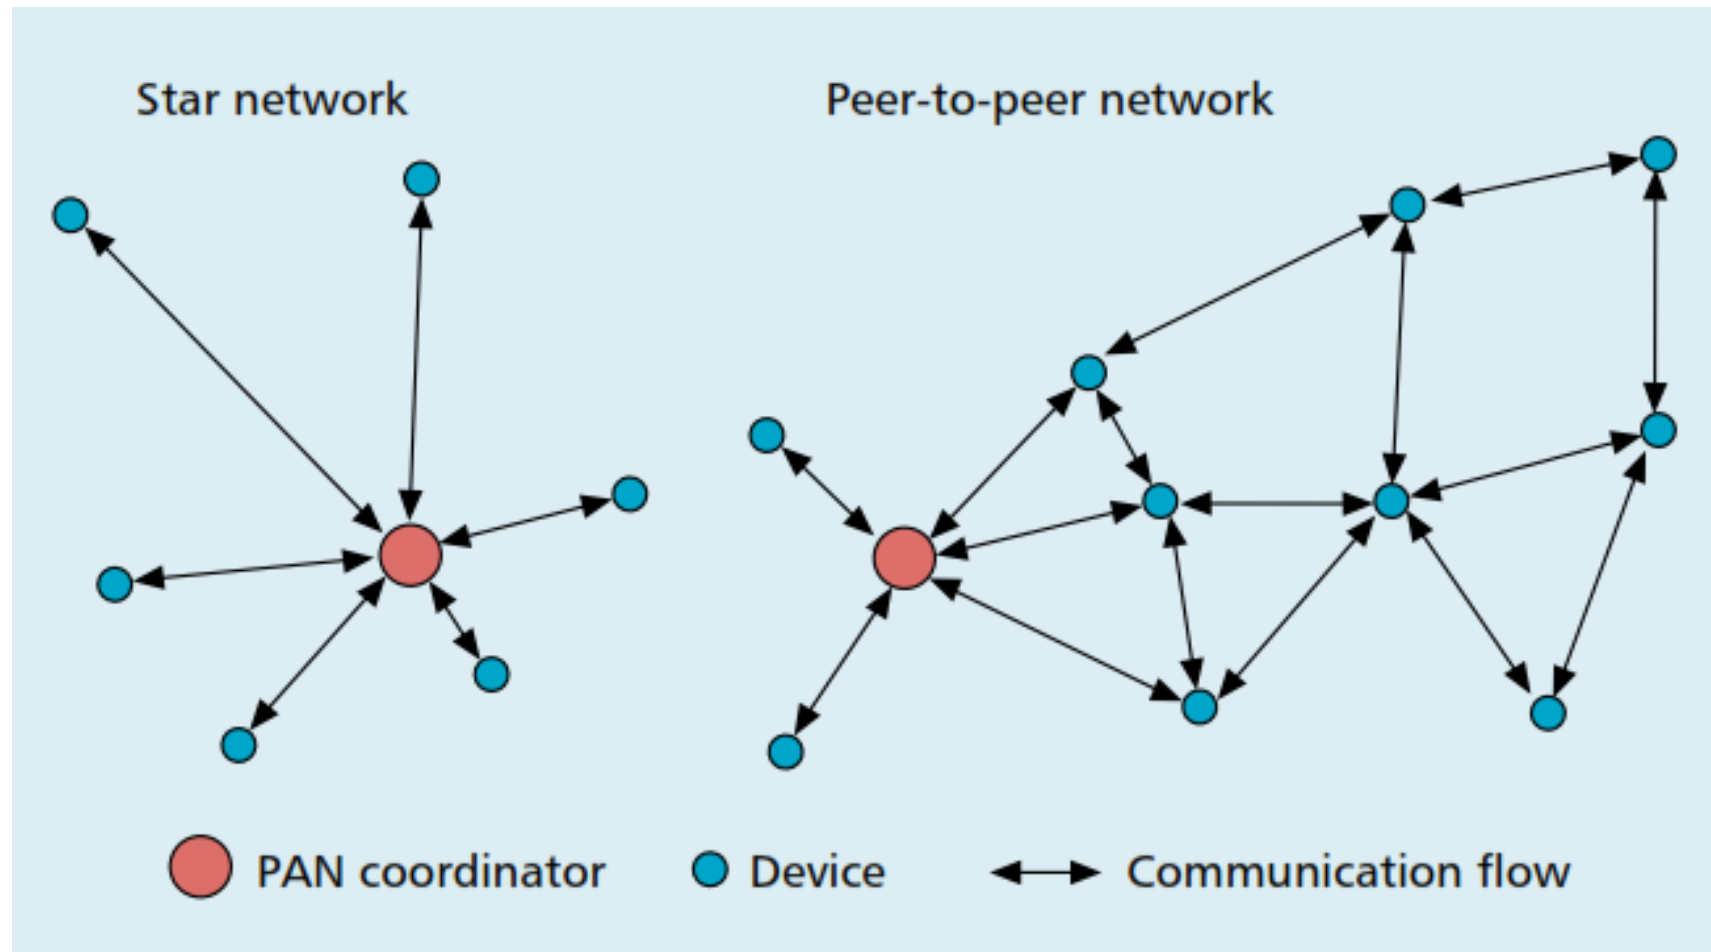 Star network
Peer-to-peer network
PAN coordinator
Device
Communication flow